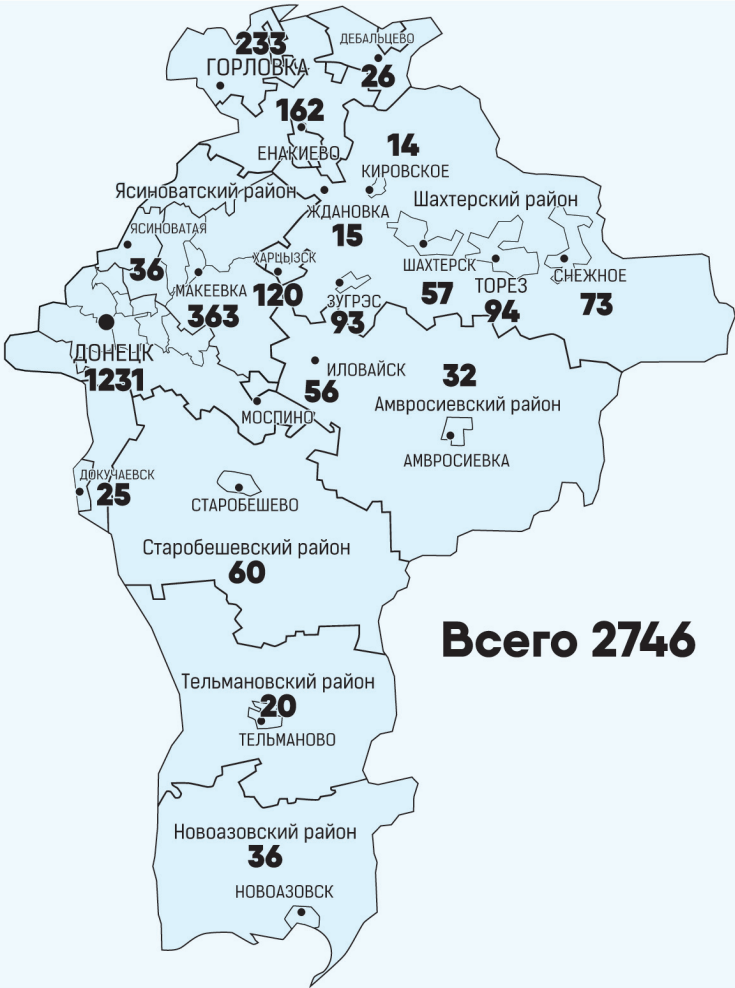 233
ГОРЛОВКА
ДЕБАЛЬЦЕВО
26
162
ЕНАКИЕВО
14
КИРОВСКОЕ
Ясиноватский район
ЖДАНОВКА
15
Шахтерский район
ЯСИНОВАТАЯ
36
МАКЕЕВКА
363
ХАРЦЫЗСК
120
ЗУГРЭС
93
ШАХТЕРСК
57
ТОРЕЗ
94
СНЕЖНОЕ
73
ДОНЕЦК
1231
ИЛОВАЙСК
56
МОСПИНО
32
Амвросиевский район
АМВРОСИЕВКА
ДОКУЧАЕВСК
25
СТАРОБЕШЕВО
Старобешевский район
60
Всего 2746
Тельмановский район
20
ТЕЛЬМАНОВО
Новоазовский район
36
НОВОАЗОВСК